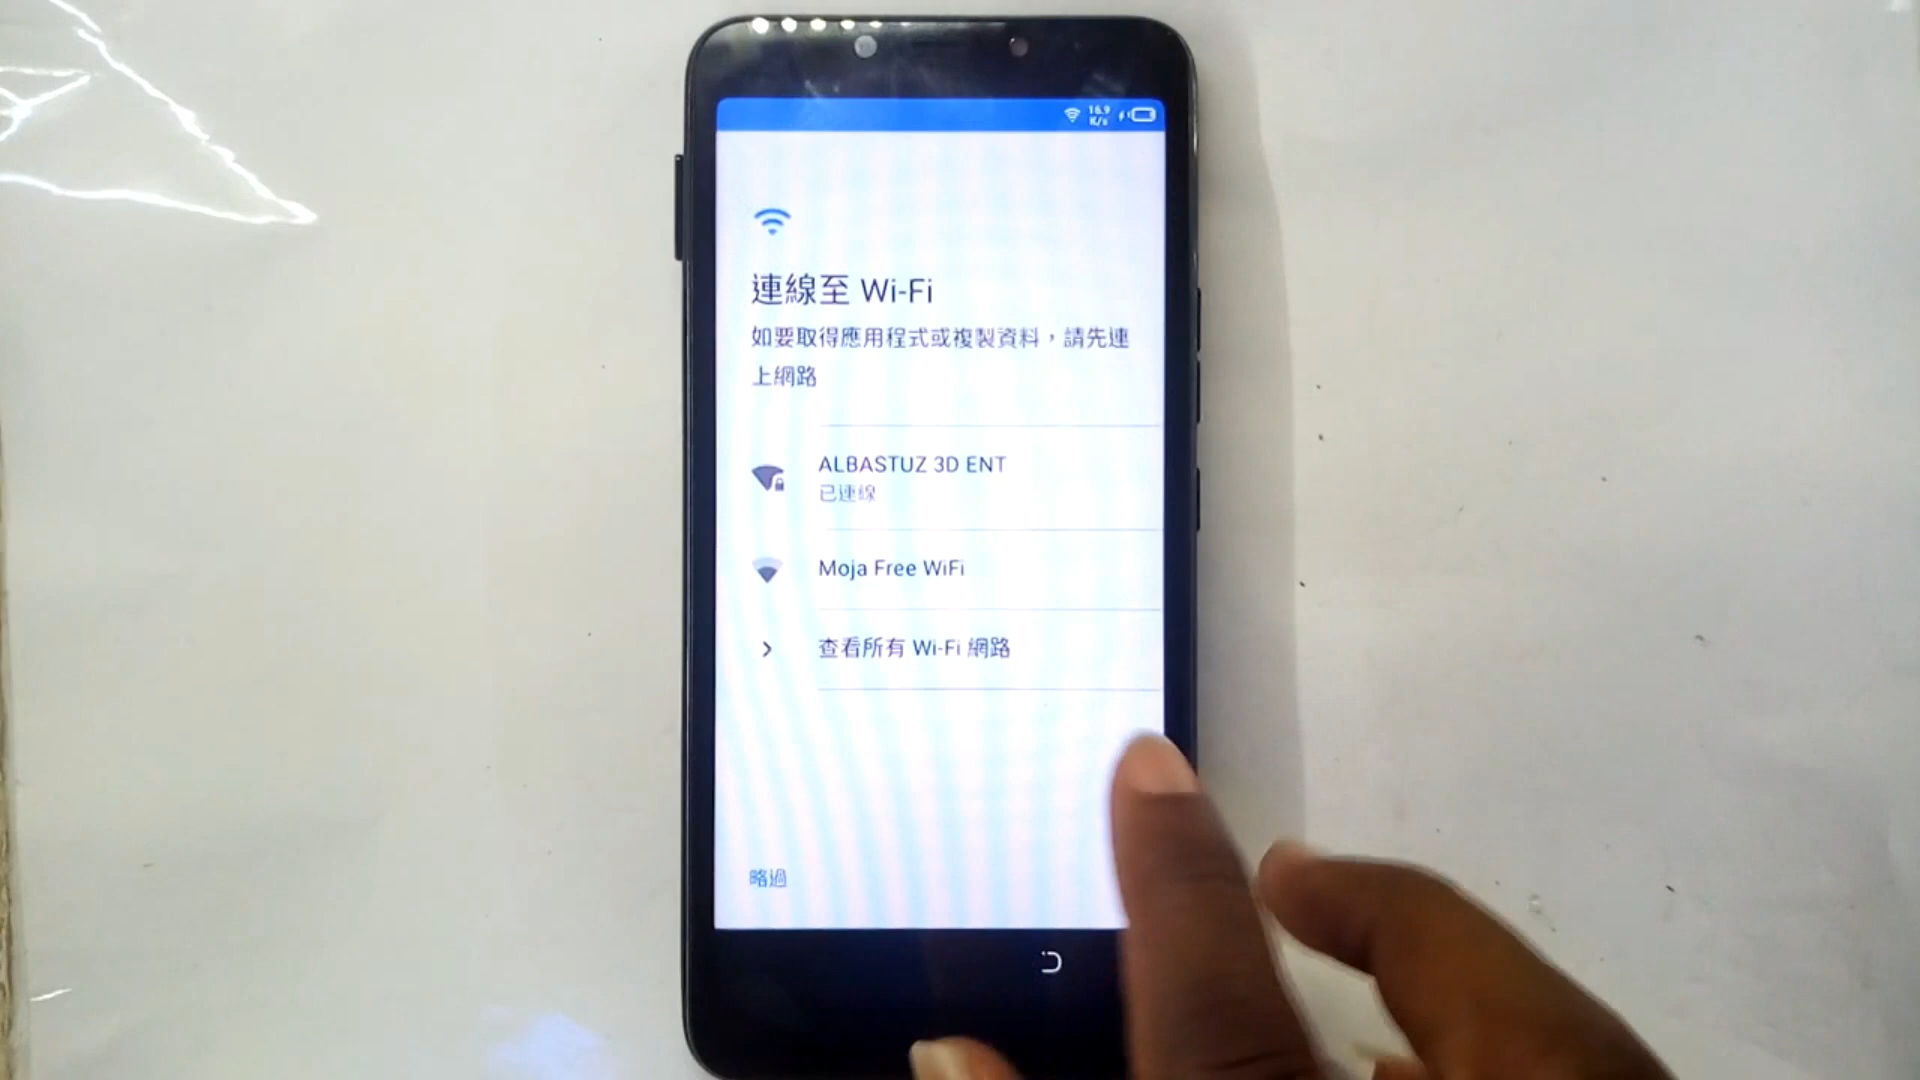 16.9
K/s
連線至 Wi-Fi
如要取得應用程式或複製資料，請先連
上網路
ALBASTUZ 3D ENT
已連線
Moja Free WiFi
查看所有 Wi-Fi 網路
略過